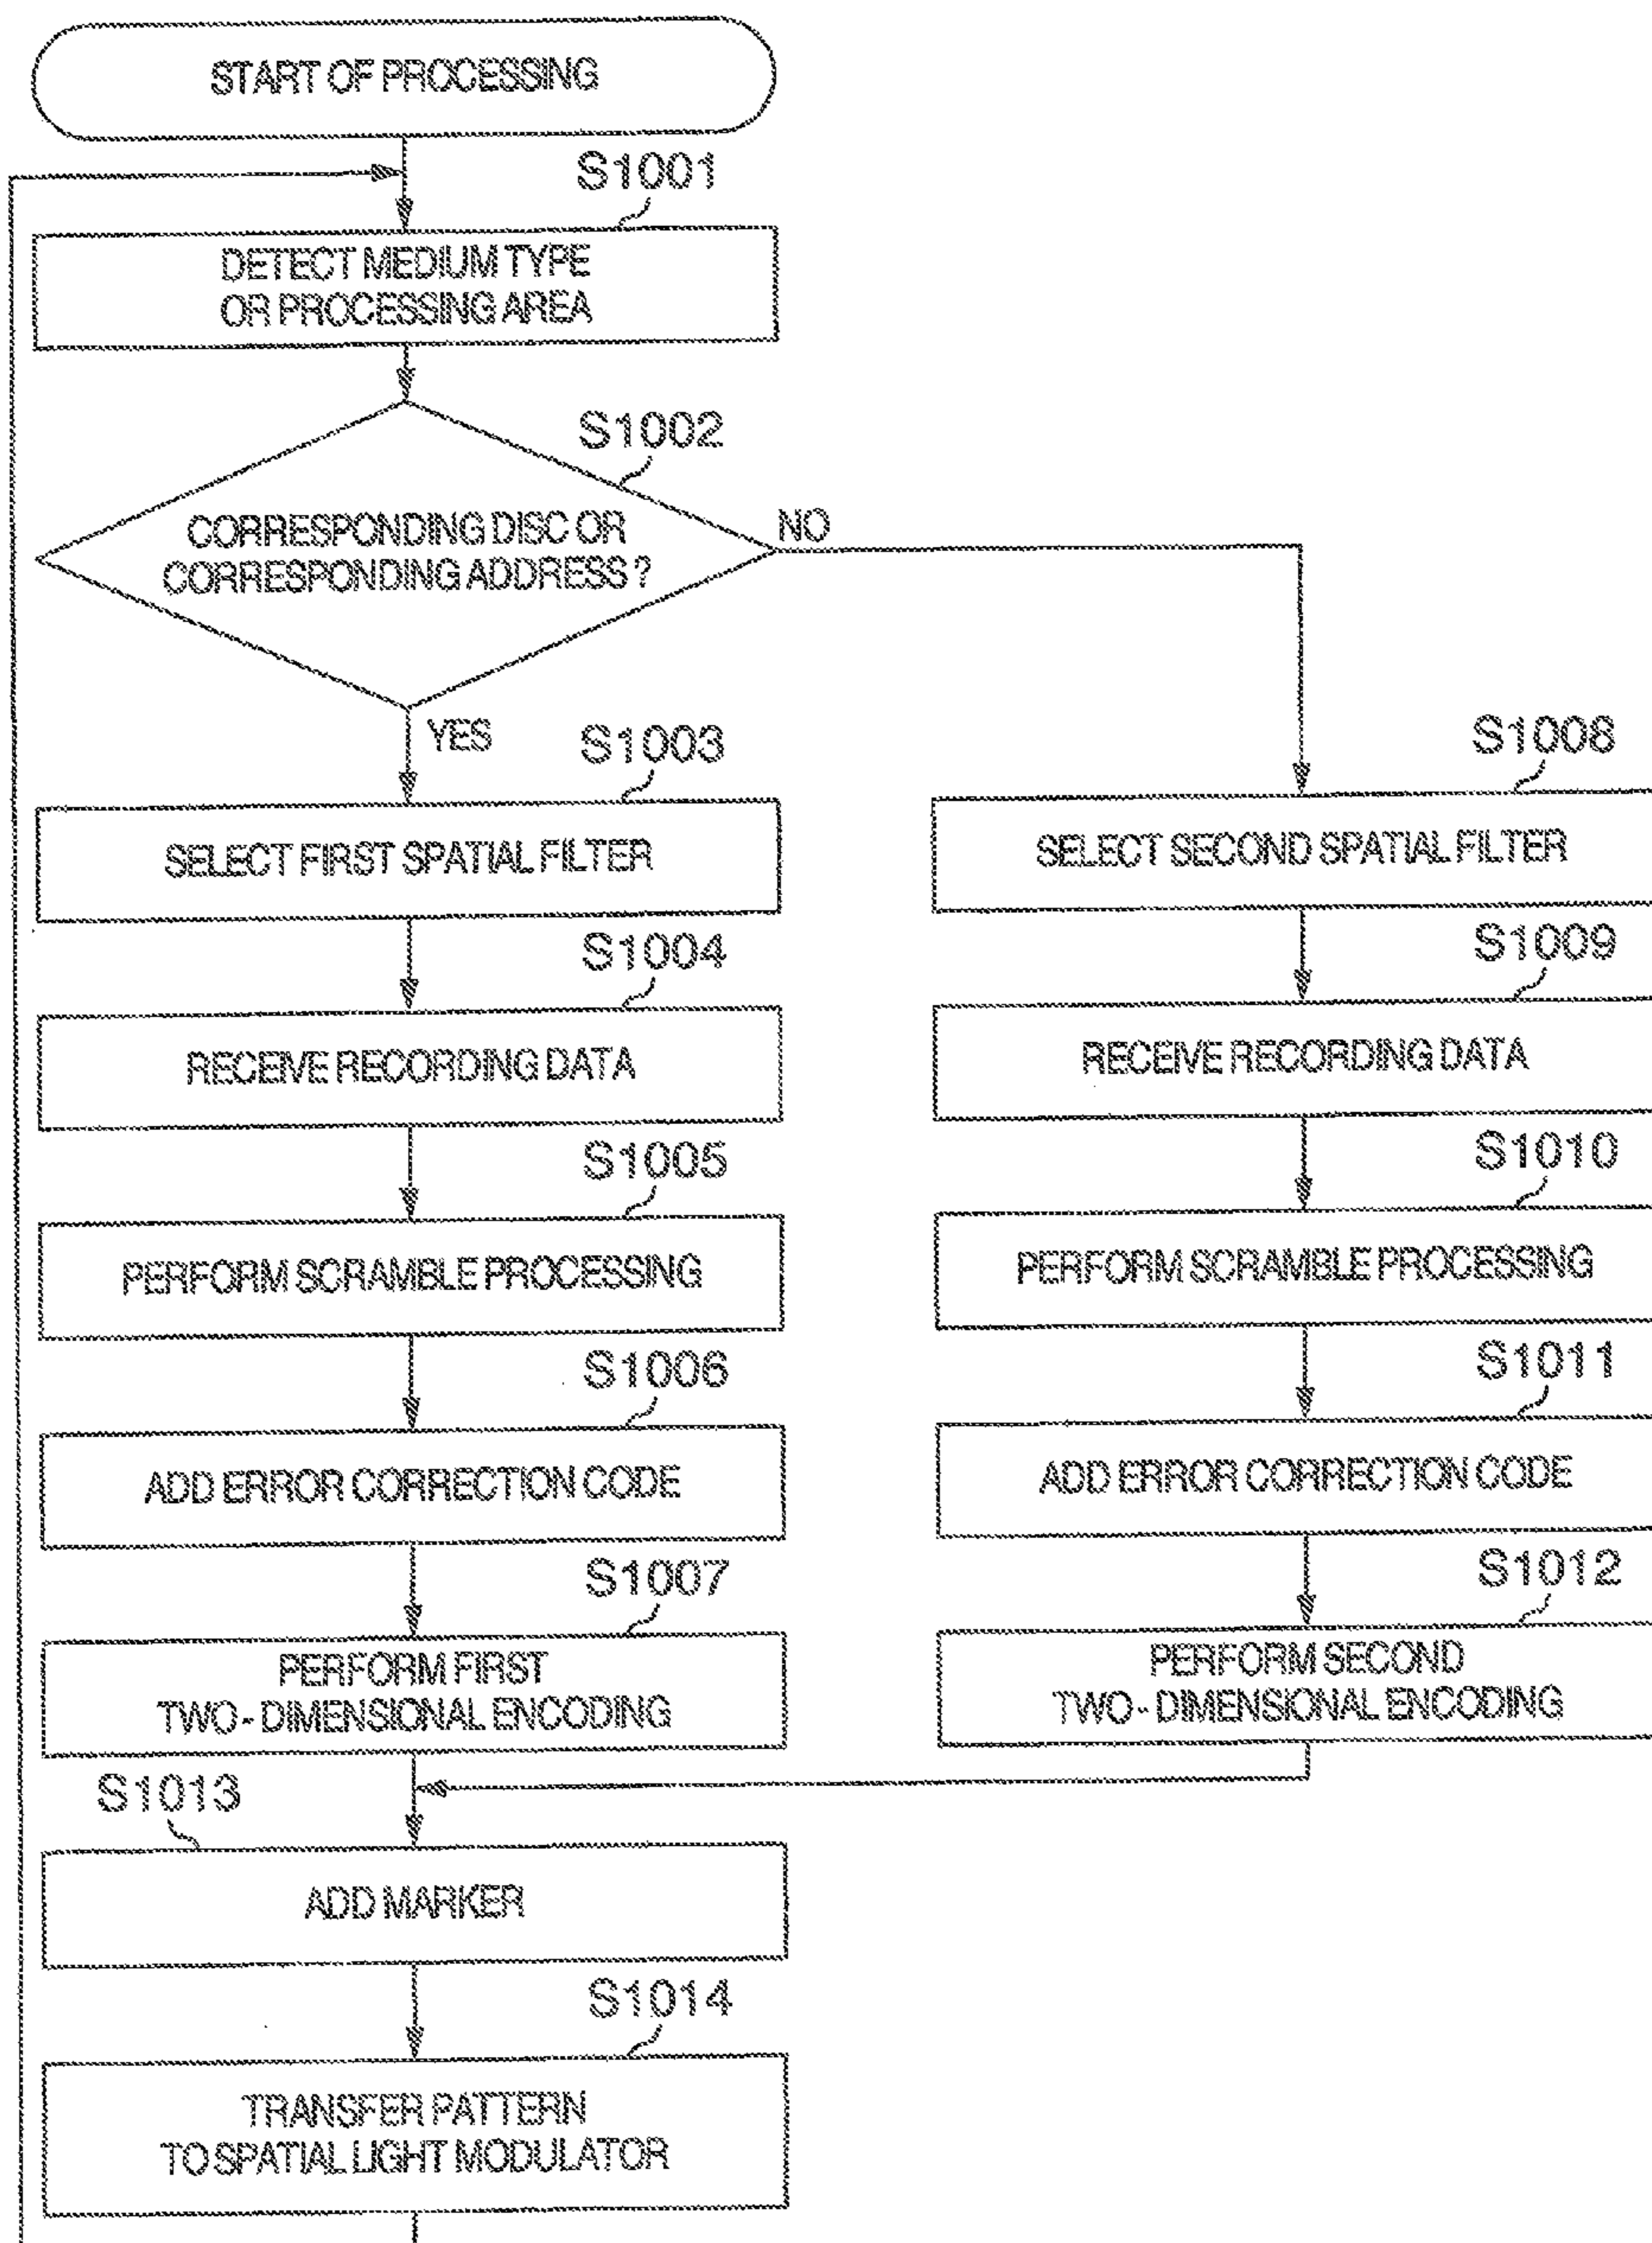 START OF PROCESSING
S1001
DETECT MEDIUM TYPE
OR PROCESSING AREA
S1002
CORRESPONDING DISC OR
CORRESPONDING ADDRESS?
NO
YES
S1003
SELECT FIRST SPATIAL FILTER
S1004
RECEIVE RECORDING DATA
S1005
PERFORM SCRAMBLE PROCESSING
S1006
ADD ERROR CORRECTION CODE
S1007
PERFORM FIRST
TWO-DIMENSIONAL ENCODING
S1008
SELECT SECOND SPATIAL FILTER
S1009
RECEIVE RECORDING DATA
S1010
PERFORM SCRAMBLE PROCESSING
S1011
ADD ERROR CORRECTION CODE
S1012
PERFORM SECOND
TWO-DIMENSIONAL ENCODING
S1013
ADD MARKER
S1014
TRANSFER PATTERN
TO SPATIAL LIGHT MODULATOR